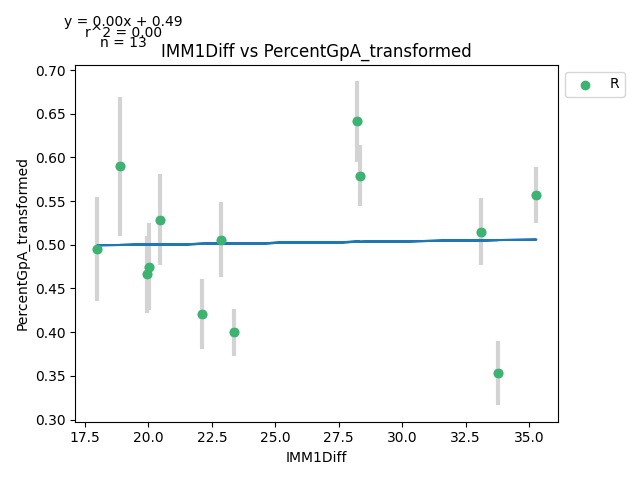 y = 0.00x + 0.49
r^2 = 0.00
n = 13
IMM1Diff vs PercentGpA_transformed
R
PercentGpA_transformed
0.70
0.65
0.60
0.55
0.50
0.45
0.40
0.35
0.30
17.5 20.0 22.5 25.0 27.5 30.0 32.5 35.0
IMM1Diff